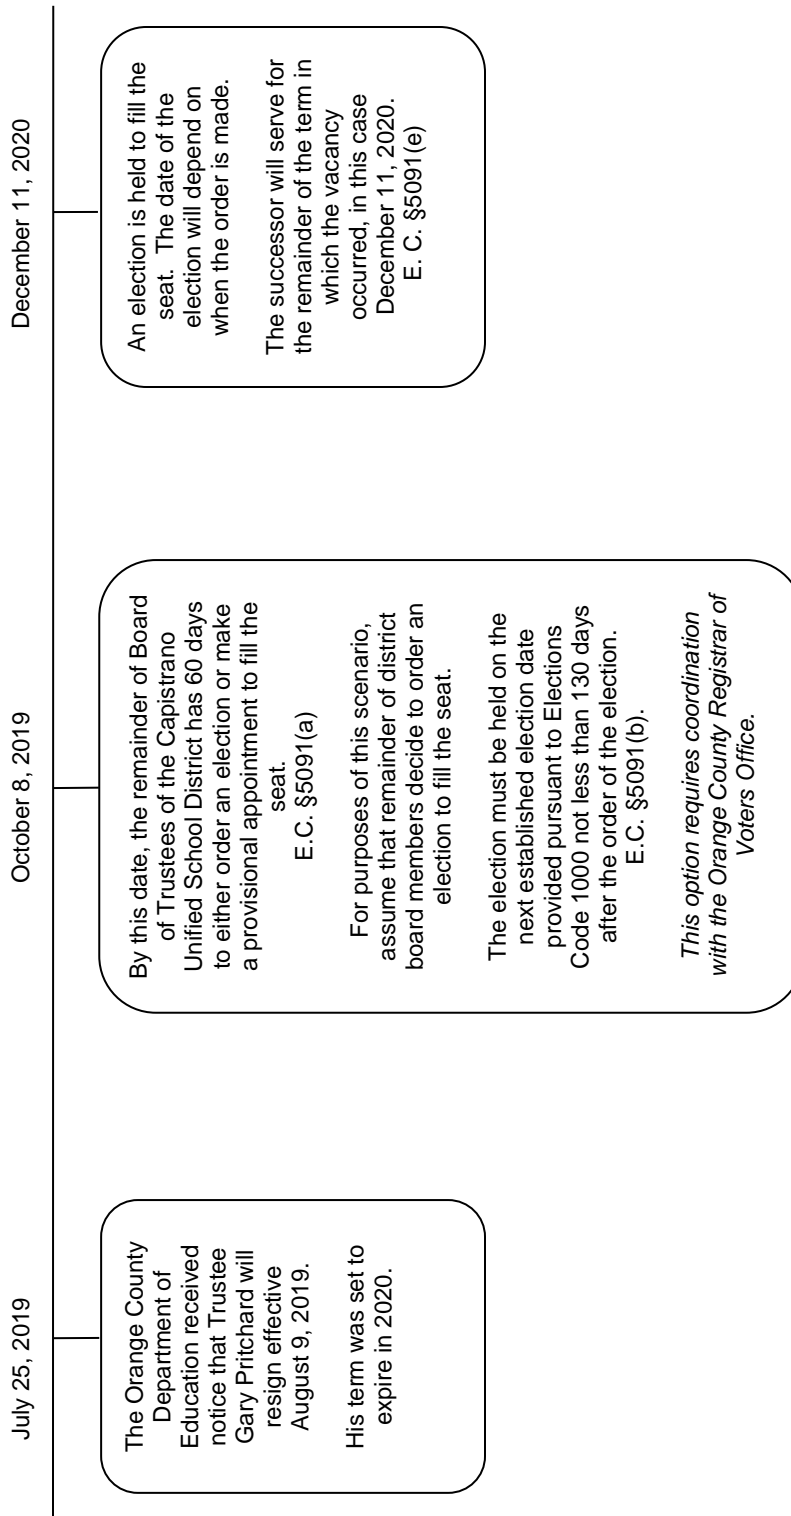 July 25, 2019
The Orange County
Department of
Education received
notice that Trustee
Gary Pritchard will
resign effective
August 9, 2019.
His term was set to
expire in 2020.
October 8, 2019
By this date, the remainder of Board
of Trustees of the Capistrano
Unified School District has 60 days
to either order an election or make
a provisional appointment to fill the
seat.
E.C. §5091(a)
For purposes of this scenario,
assume that remainder of district
board members decide to order an
election to fill the seat.
The election must be held on the
next established election date
provided pursuant to Elections
Code 1000 not less than 130 days
after the order of the election.
E.C. §5091(b).
This option requires coordination
with the Orange County Registrar of
Voters Office.
December 11, 2020
An election is held to fill the
seat.  The date of the
election will depend on
when the order is made.
The successor will serve for
the remainder of the term in
which the vacancy
occurred, in this case
December 11, 2020.
E. C. §5091(e)